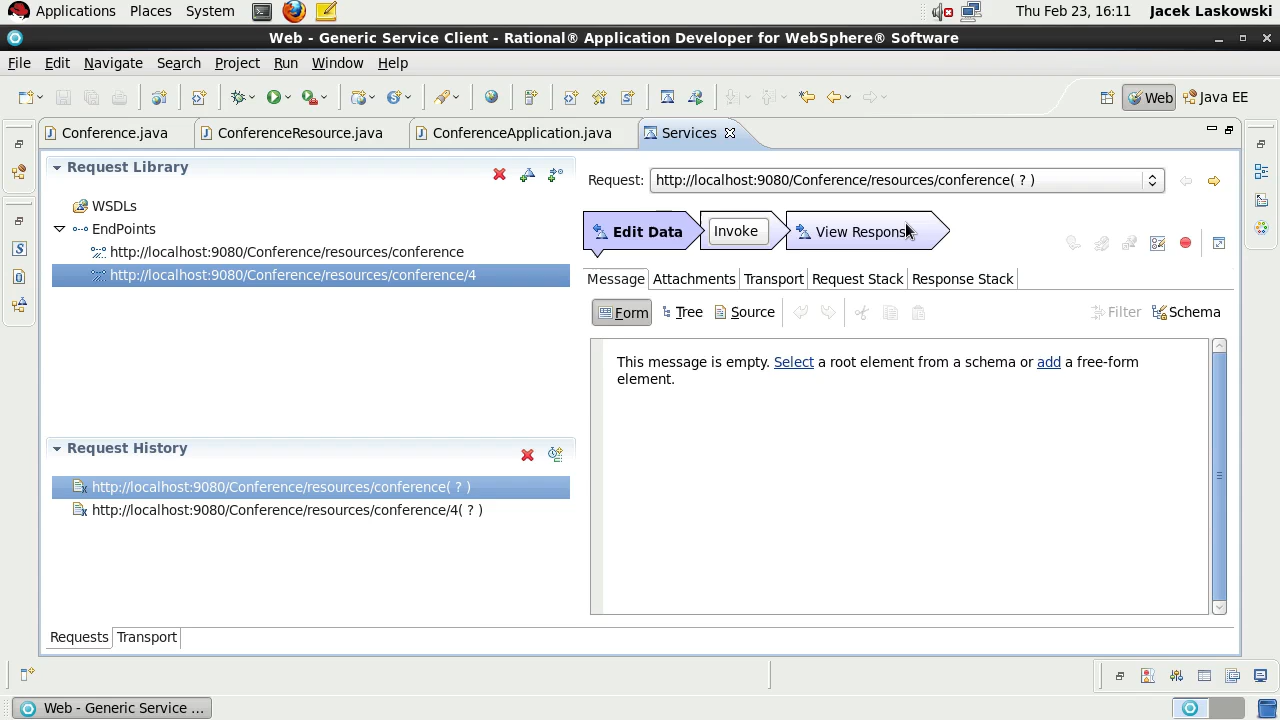 Applications Places System Thu Feb 23, 16:11 Jacek Laskowski
Web - Generic Service Client - Rational® Application Developer for WebSphere® Software
File Edit Navigate Search Project Run Window Help
Web Java EE
Conference.java ConferenceResource.java ConferenceApplication.java Services
Request Library
WSDLs
EndPoints
http://localhost:9080/Conference/resources/conference
http://localhost:9080/Conference/resources/conference/4
Request History
http://localhost:9080/Conference/resources/conference( ? )
http://localhost:9080/Conference/resources/conference/4( ? )
Requests Transport
Request: http://localhost:9080/Conference/resources/conference( ? )
Edit Data Invoke View Response
Message Attachments Transport Request Stack Response Stack
Form Tree Source Filter Schema
This message is empty. Select a root element from a schema or add a free-form
element.
Web - Generic Service ...